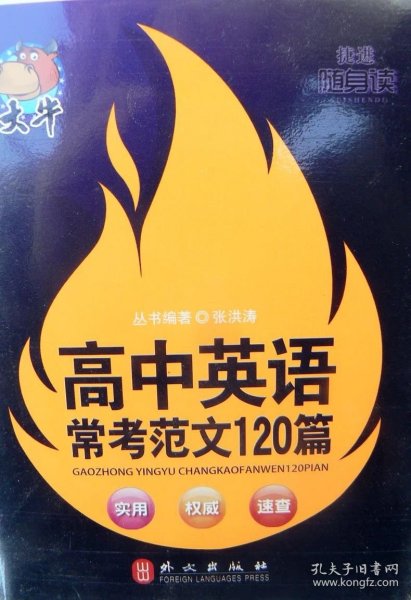 捷进
随身读
SUISHENDU
大牛
丛书编著◎张洪涛
高中英语
常考范文120篇
GAOZHONG YINGYU CHANGKAOFANWEN120PIAN
实用 权威 速查
外文出版社
FOREIGN LANGUAGES PRESS
孔夫子旧书网
www.kongfz.com